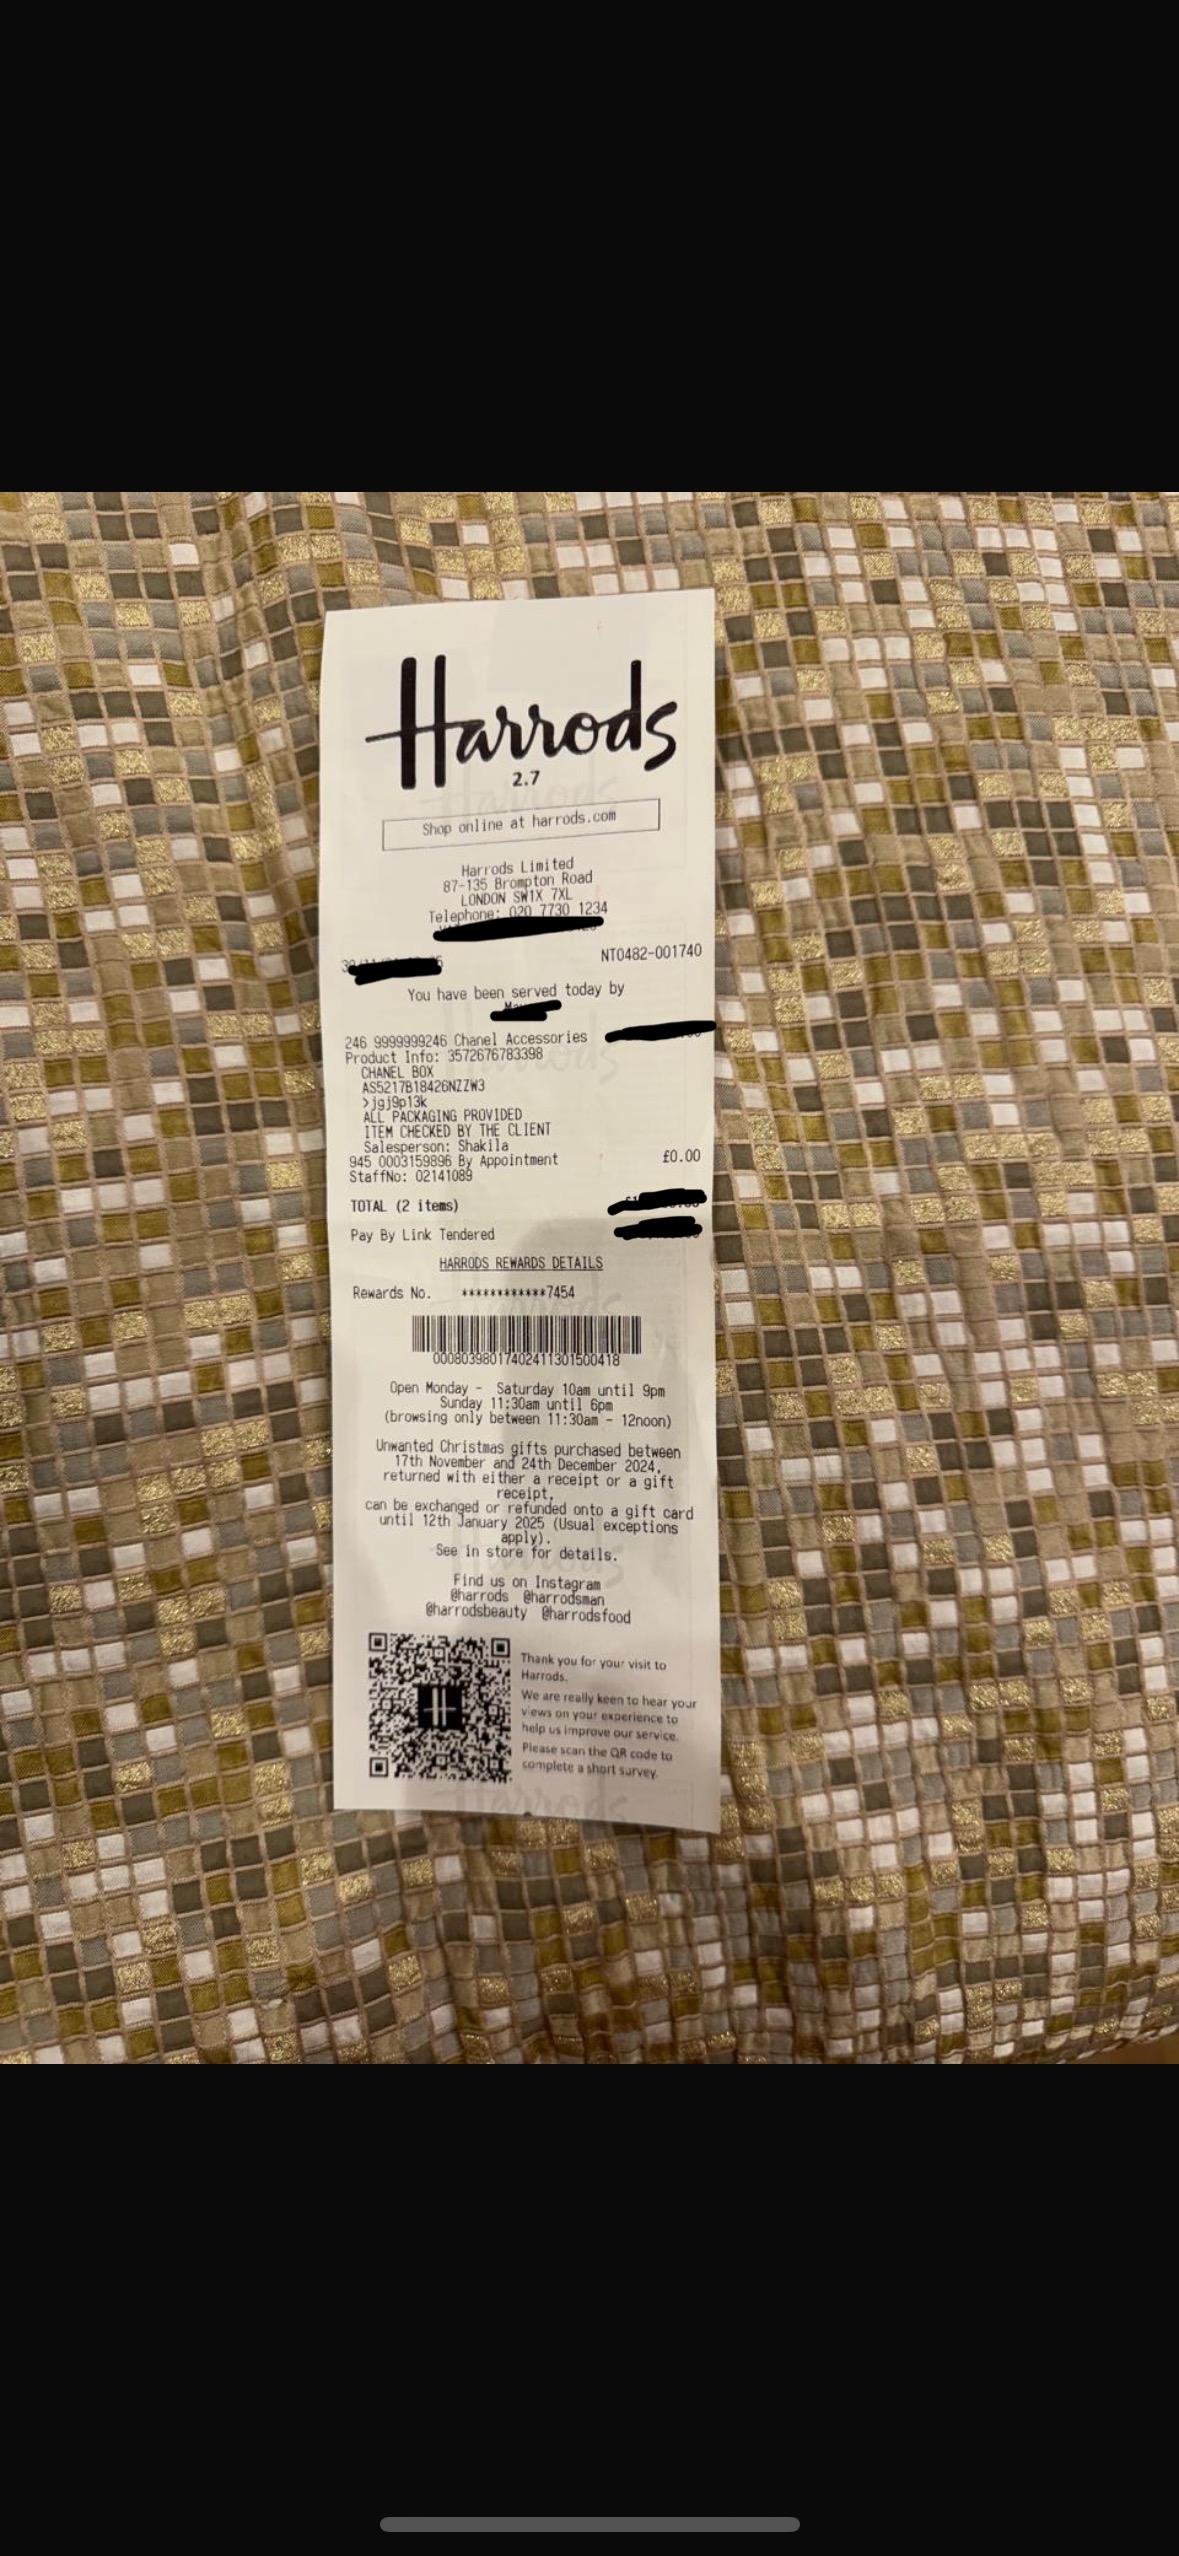 Harrods
2.7
Shop online at harrods.com
Harrods Limited
87-135 Brompton Road
LONDON SW1X 7XL
Telephone: 020 7730 1234
NT0482-001740
You have been served today by
246 9999999246 Chanel Accessories
Product Info: 3572676783398
CHANEL BOX
AS5217B18426NZZW3
>jgj9p13k
ALL PACKAGING PROVIDED
ITEM CHECKED BY THE CLIENT
Salesperson: Shakila
945 0003159896 By Appointment £0.00
StaffNo: 02141089
TOTAL (2 items)
Pay By Link Tendered
HARRODS REWARDS DETAILS
Rewards No. ************7454
00080398017402411301500418
Open Monday - Saturday 10am until 9pm
Sunday 11:30am until 6pm
(browsing only between 11:30am - 12noon)
Unwanted Christmas gifts purchased between
17th November and 24th December 2024,
returned with either a receipt or a gift
receipt,
can be exchanged or refunded onto a gift card
until 12th January 2025 (Usual exceptions
apply).
See in store for details.
Find us on Instagram
@harrods @harrodsman
@harrodsbeauty @harrodsfood
Thank you for your visit to
Harrods.
We are really keen to hear your
views on your experience to
help us improve our service.
Please scan the QR code to
complete a short survey.